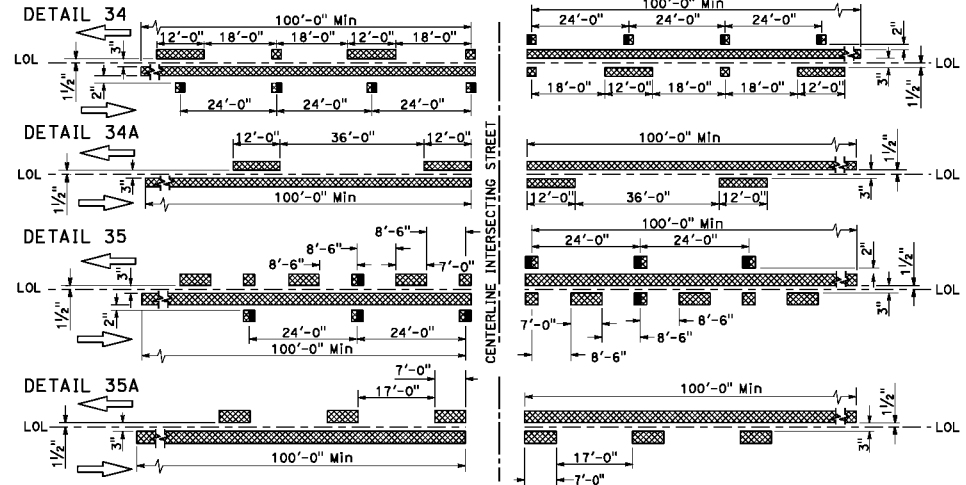 DETAIL 34
100'-0" Min
3"
12'-0" 18'-0" 18'-0" 12'-0" 18'-0"
LOL
1½"
2"
24'-0" 24'-0" 24'-0"
100'-0" Min
24'-0" 24'-0" 24'-0"
2"
LOL
3"
1½"
18'-0" 12'-0" 18'-0" 18'-0" 12'-0"
DETAIL 34A
12'-0" 36'-0" 12'-0"
LOL
3"
1½"
100'-0" Min
100'-0" Min
1½"
LOL
3"
12'-0" 36'-0" 12'-0"
DETAIL 35
8'-6"
8'-6"
8'-6" 7'-0"
3"
LOL
1½"
2"
24'-0" 24'-0"
100'-0" Min
100'-0" Min
24'-0" 24'-0"
2"
1½"
LOL
3"
7'-0" 8'-6"
8'-6" 8'-6"
DETAIL 35A
7'-0"
17'-0"
LOL
3"
1½"
100'-0" Min
100'-0" Min
1½"
LOL
3"
17'-0"
7'-0"
CENTERLINE INTERSECTING STREET